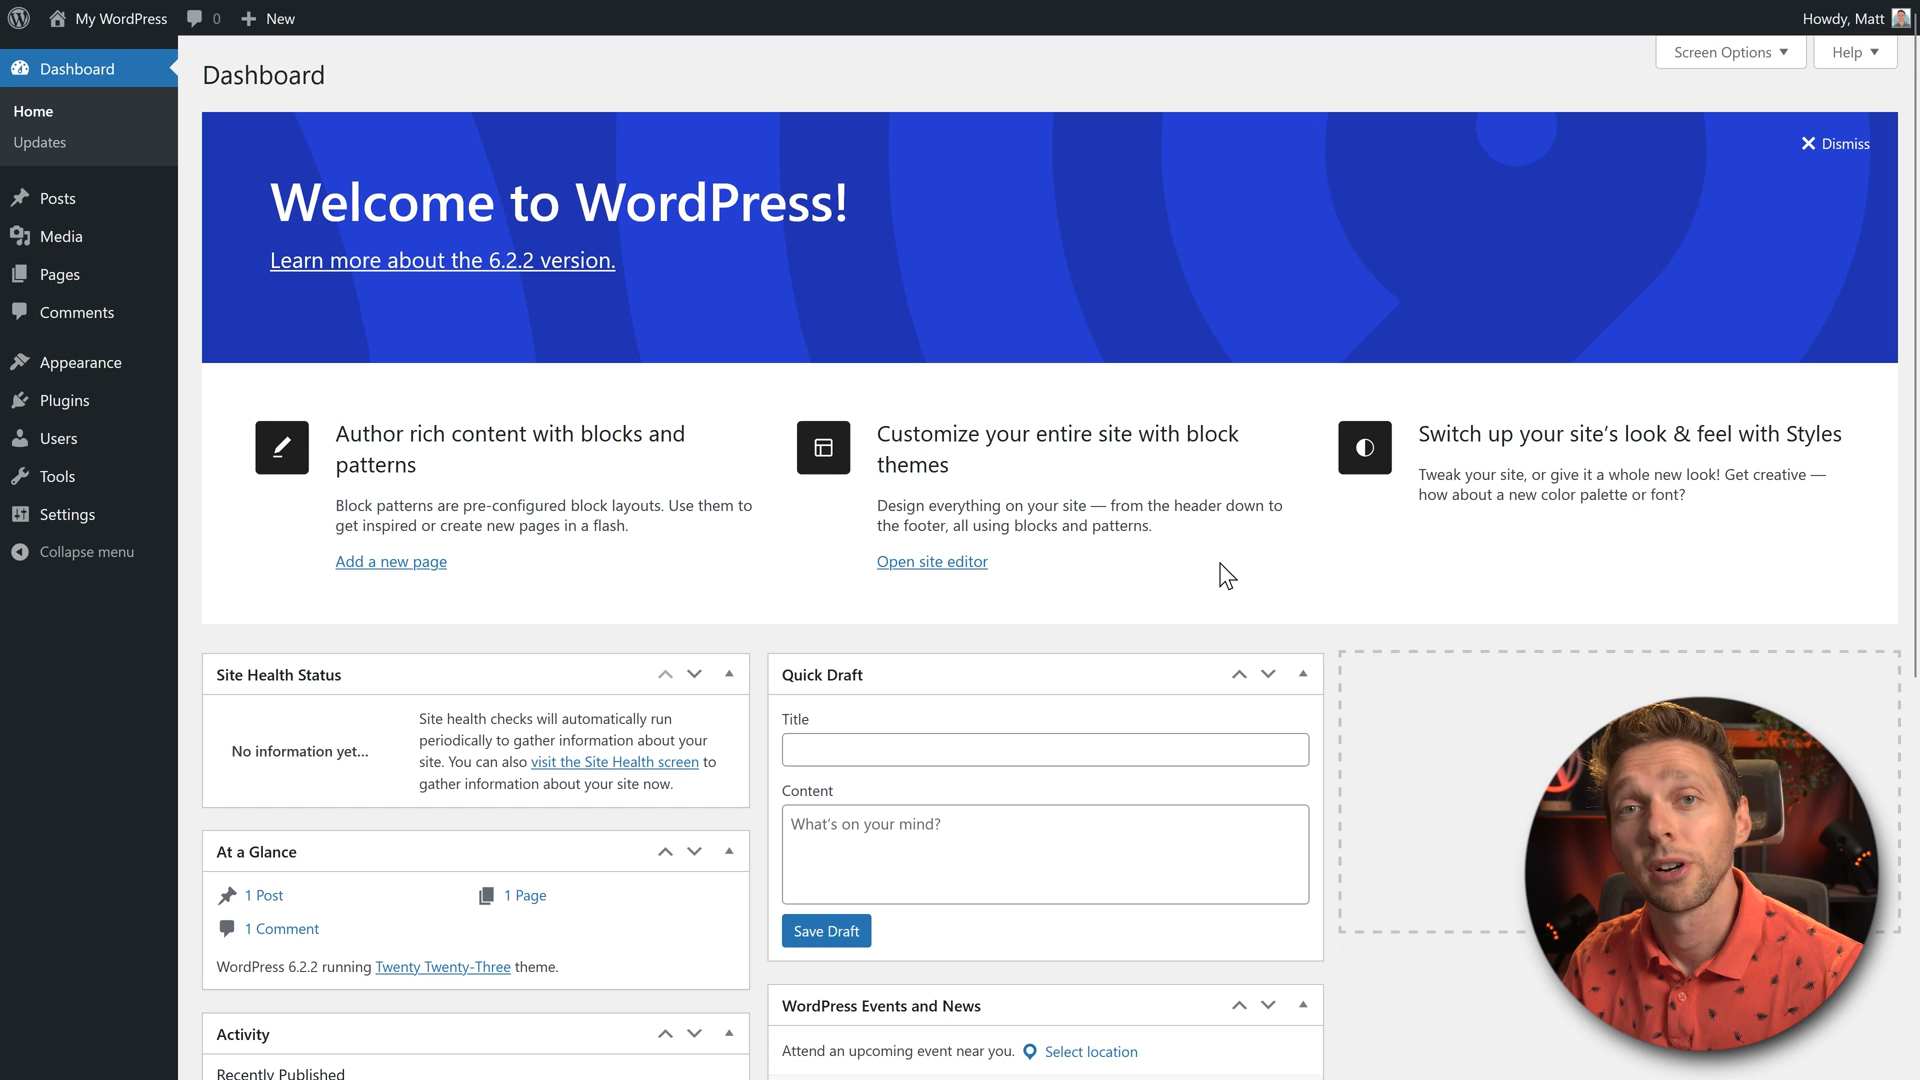 My WordPress
0
New
Howdy, Matt
Screen Options
Help
Dashboard
Home
Updates
Posts
Media
Pages
Comments
Appearance
Plugins
Users
Tools
Settings
Collapse menu
Dashboard
Dismiss
Welcome to WordPress!
Learn more about the 6.2.2 version.
Author rich content with blocks and
patterns
Block patterns are pre-configured block layouts. Use them to
get inspired or create new pages in a flash.
Add a new page
Customize your entire site with block
themes
Design everything on your site — from the header down to
the footer, all using blocks and patterns.
Open site editor
Switch up your site’s look & feel with Styles
Tweak your site, or give it a whole new look! Get creative —
how about a new color palette or font?
Site Health Status
No information yet...
Site health checks will automatically run
periodically to gather information about your
site. You can also visit the Site Health screen to
gather information about your site now.
At a Glance
1 Post
1 Page
1 Comment
WordPress 6.2.2 running Twenty Twenty-Three theme.
Activity
Recently Published
Quick Draft
Title
Content
What’s on your mind?
Save Draft
WordPress Events and News
Attend an upcoming event near you.
Select location